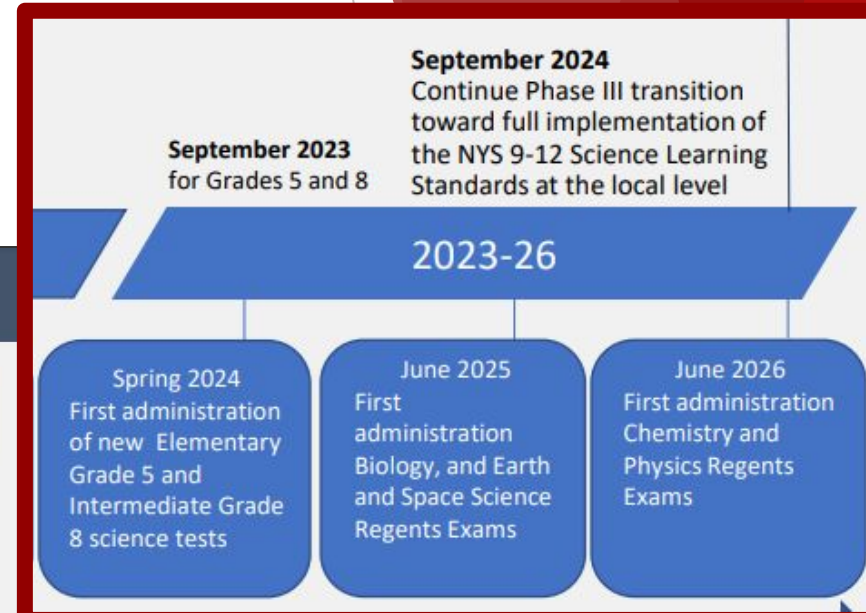 September 2023
for Grades 5 and 8
September 2024
Continue Phase III transition
toward full implementation of
the NYS 9-12 Science Learning
Standards at the local level
2023-26
Spring 2024
First administration
of new Elementary
Grade 5 and
Intermediate Grade
8 science tests
June 2025
First
administration
Biology, and Earth
and Space Science
Regents Exams
June 2026
First administration
Chemistry and
Physics Regents
Exams